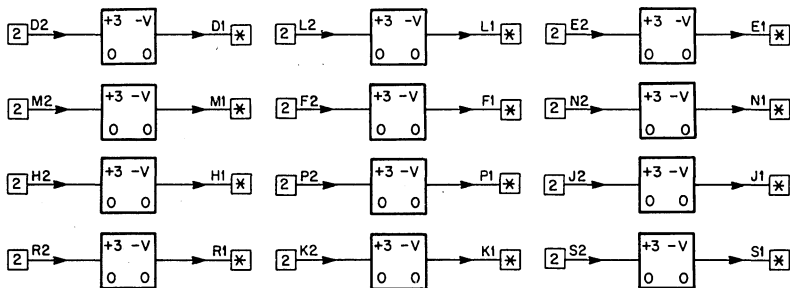 D2 +3 -V D1 L2 +3 -V L1 E2 +3 -V E1
2 * 2 * 2 *
0 0 0 0 0 0
M2 +3 -V M1 F2 +3 -V F1 N2 +3 -V N1
2 * 2 * 2 *
0 0 0 0 0 0
H2 +3 -V H1 P2 +3 -V P1 J2 +3 -V J1
2 * 2 * 2 *
0 0 0 0 0 0
R2 +3 -V R1 K2 +3 -V K1 S2 +3 -V S1
2 * 2 * 2 *
0 0 0 0 0 0